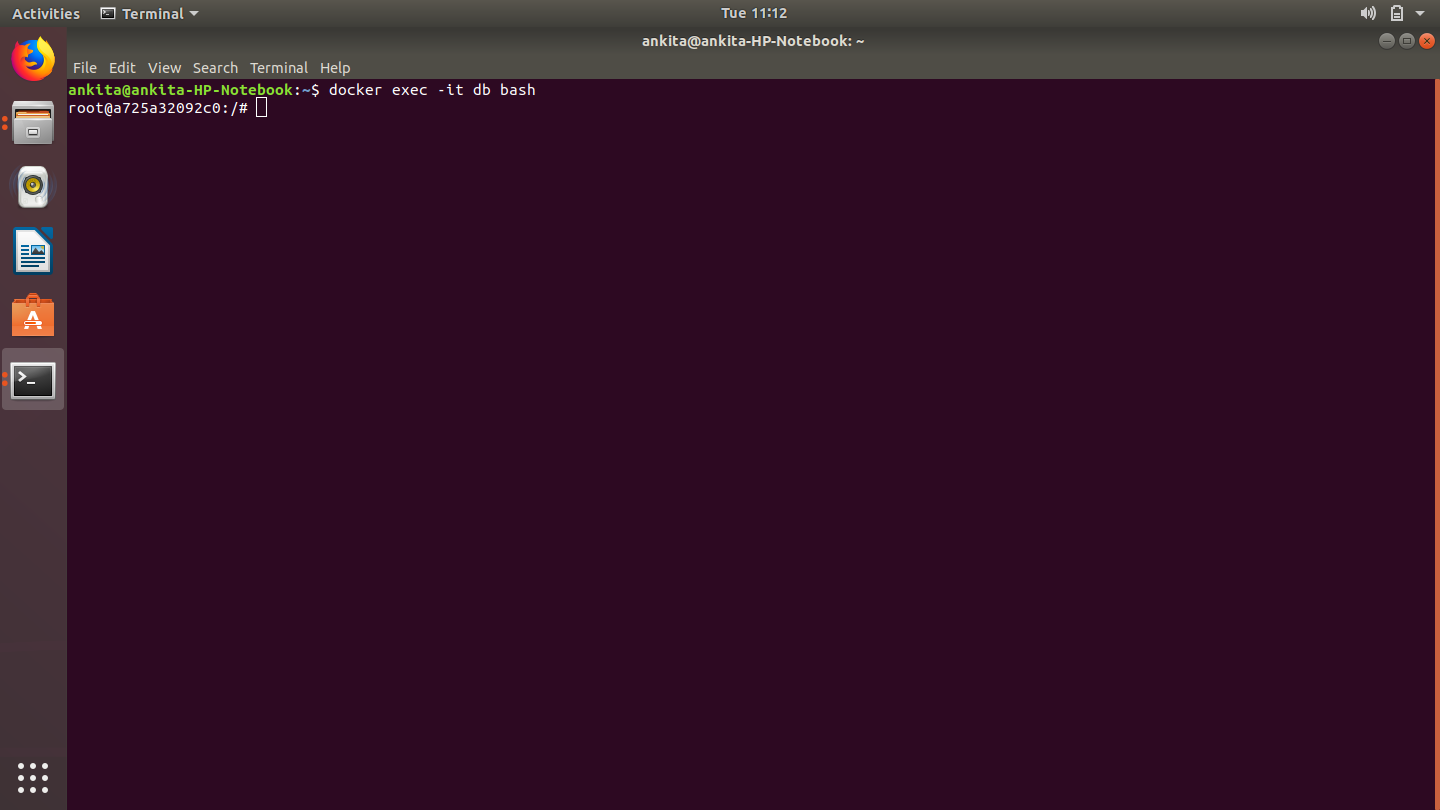 Activities Terminal Tue 11:12
ankita@ankita-HP-Notebook: ~
File Edit View Search Terminal Help
ankita@ankita-HP-Notebook:~$ docker exec -it db bash
root@a725a32092c0:/#